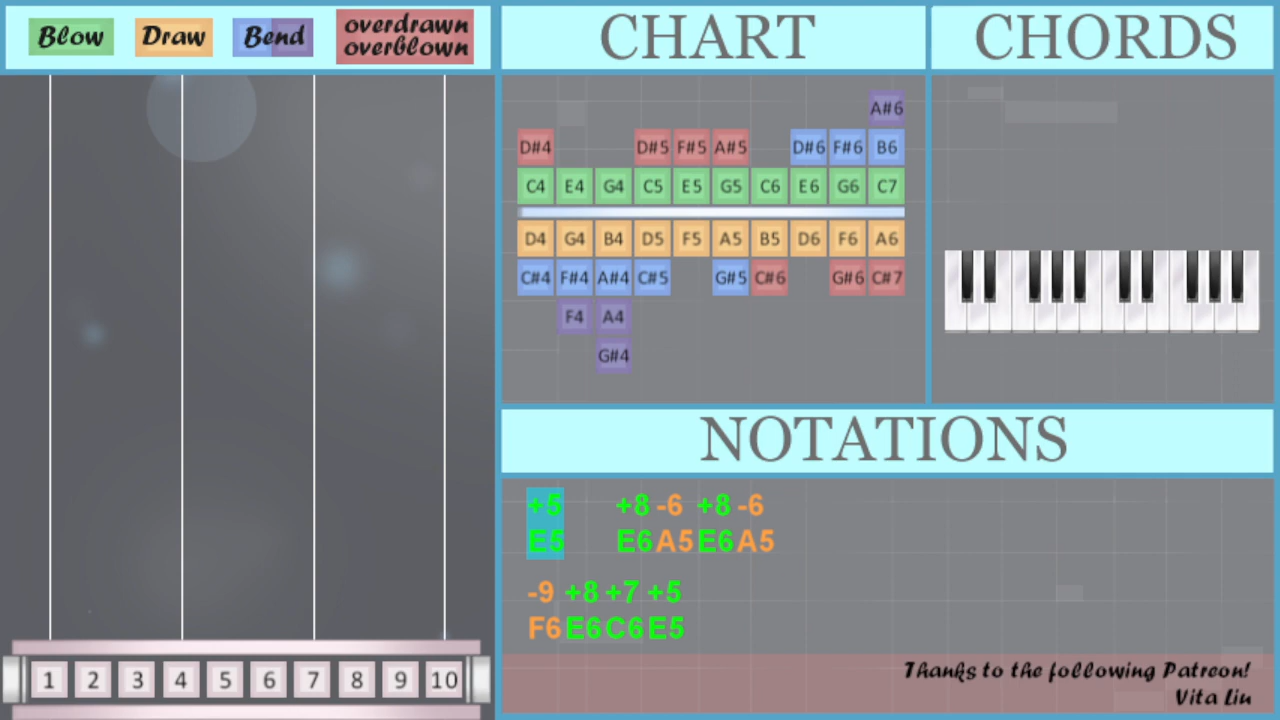 Blow Draw Bend overdrawn
overblown
CHART
CHORDS
A#6
D#4 D#5 F#5 A#5 D#6 F#6 B6
C4 E4 G4 C5 E5 G5 C6 E6 G6 C7
D4 G4 B4 D5 F5 A5 B5 D6 F6 A6
C#4 F#4 A#4 C#5 G#5 C#6 G#6 C#7
F4 A4
G#4
NOTATIONS
+5 +8 -6 +8 -6
E5 E6 A5 E6 A5
-9 +8 +7 +5
F6 E6 C6 E5
Thanks to the following Patreon!
Vita Liu
1 2 3 4 5 6 7 8 9 10